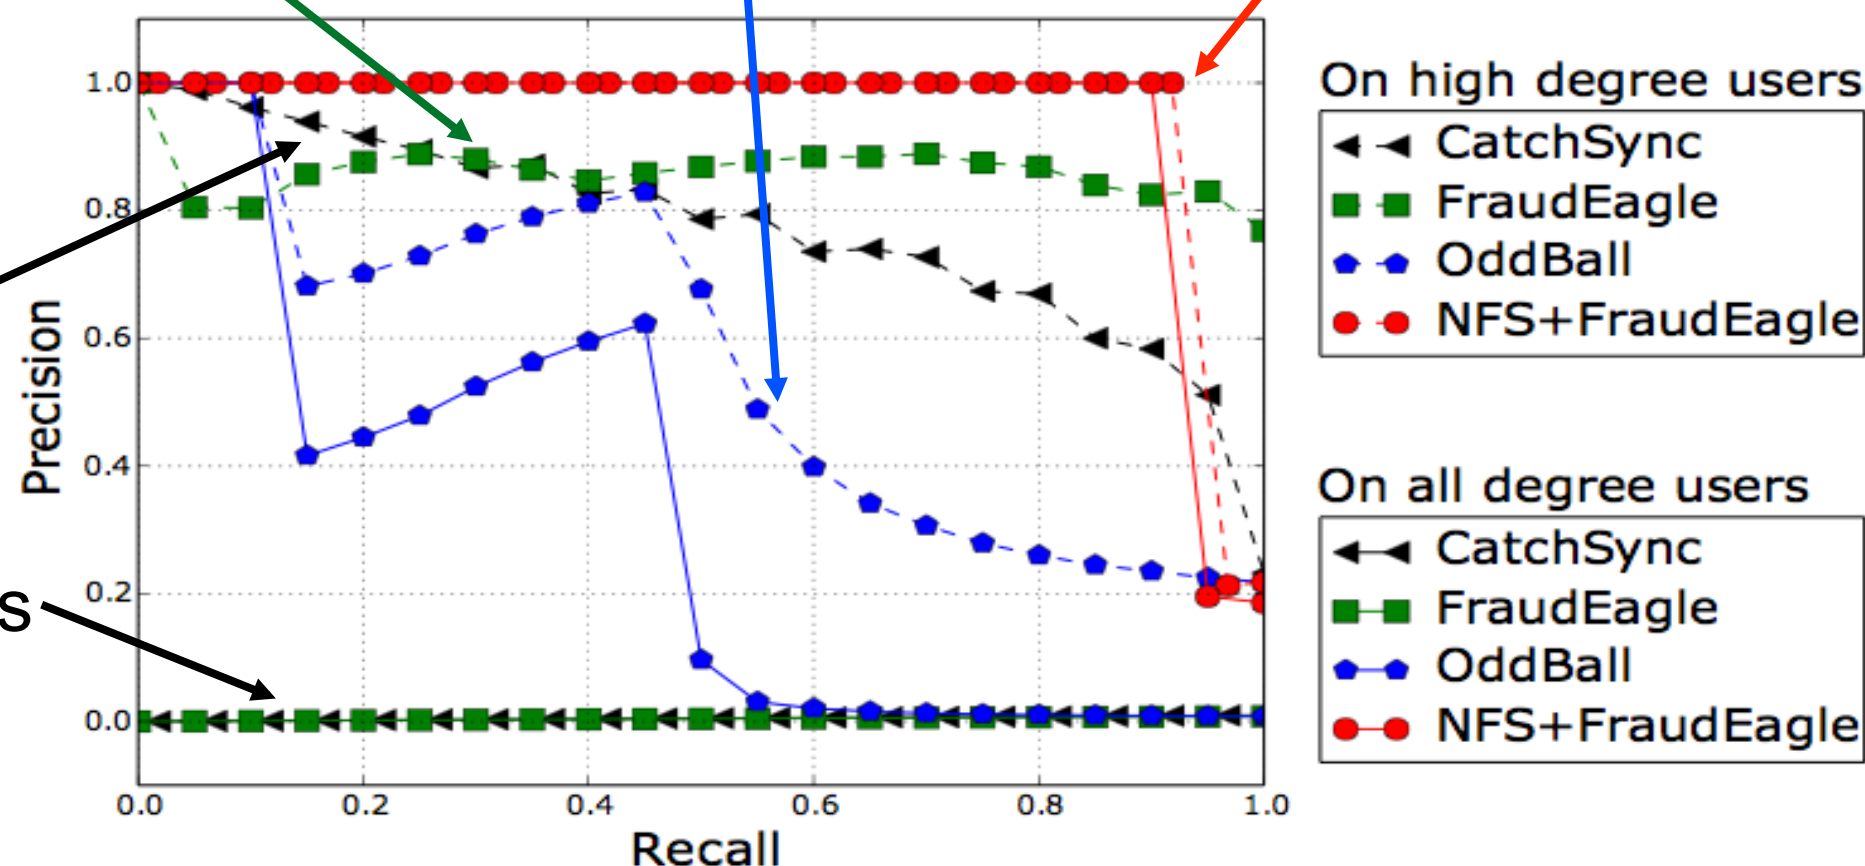 1.0
0.8
0.6
0.4
0.2
0.0
Precision
s
0.0 0.2 0.4 0.6 0.8 1.0
Recall
On high degree users
CatchSync
FraudEagle
OddBall
NFS+FraudEagle
On all degree users
CatchSync
FraudEagle
OddBall
NFS+FraudEagle